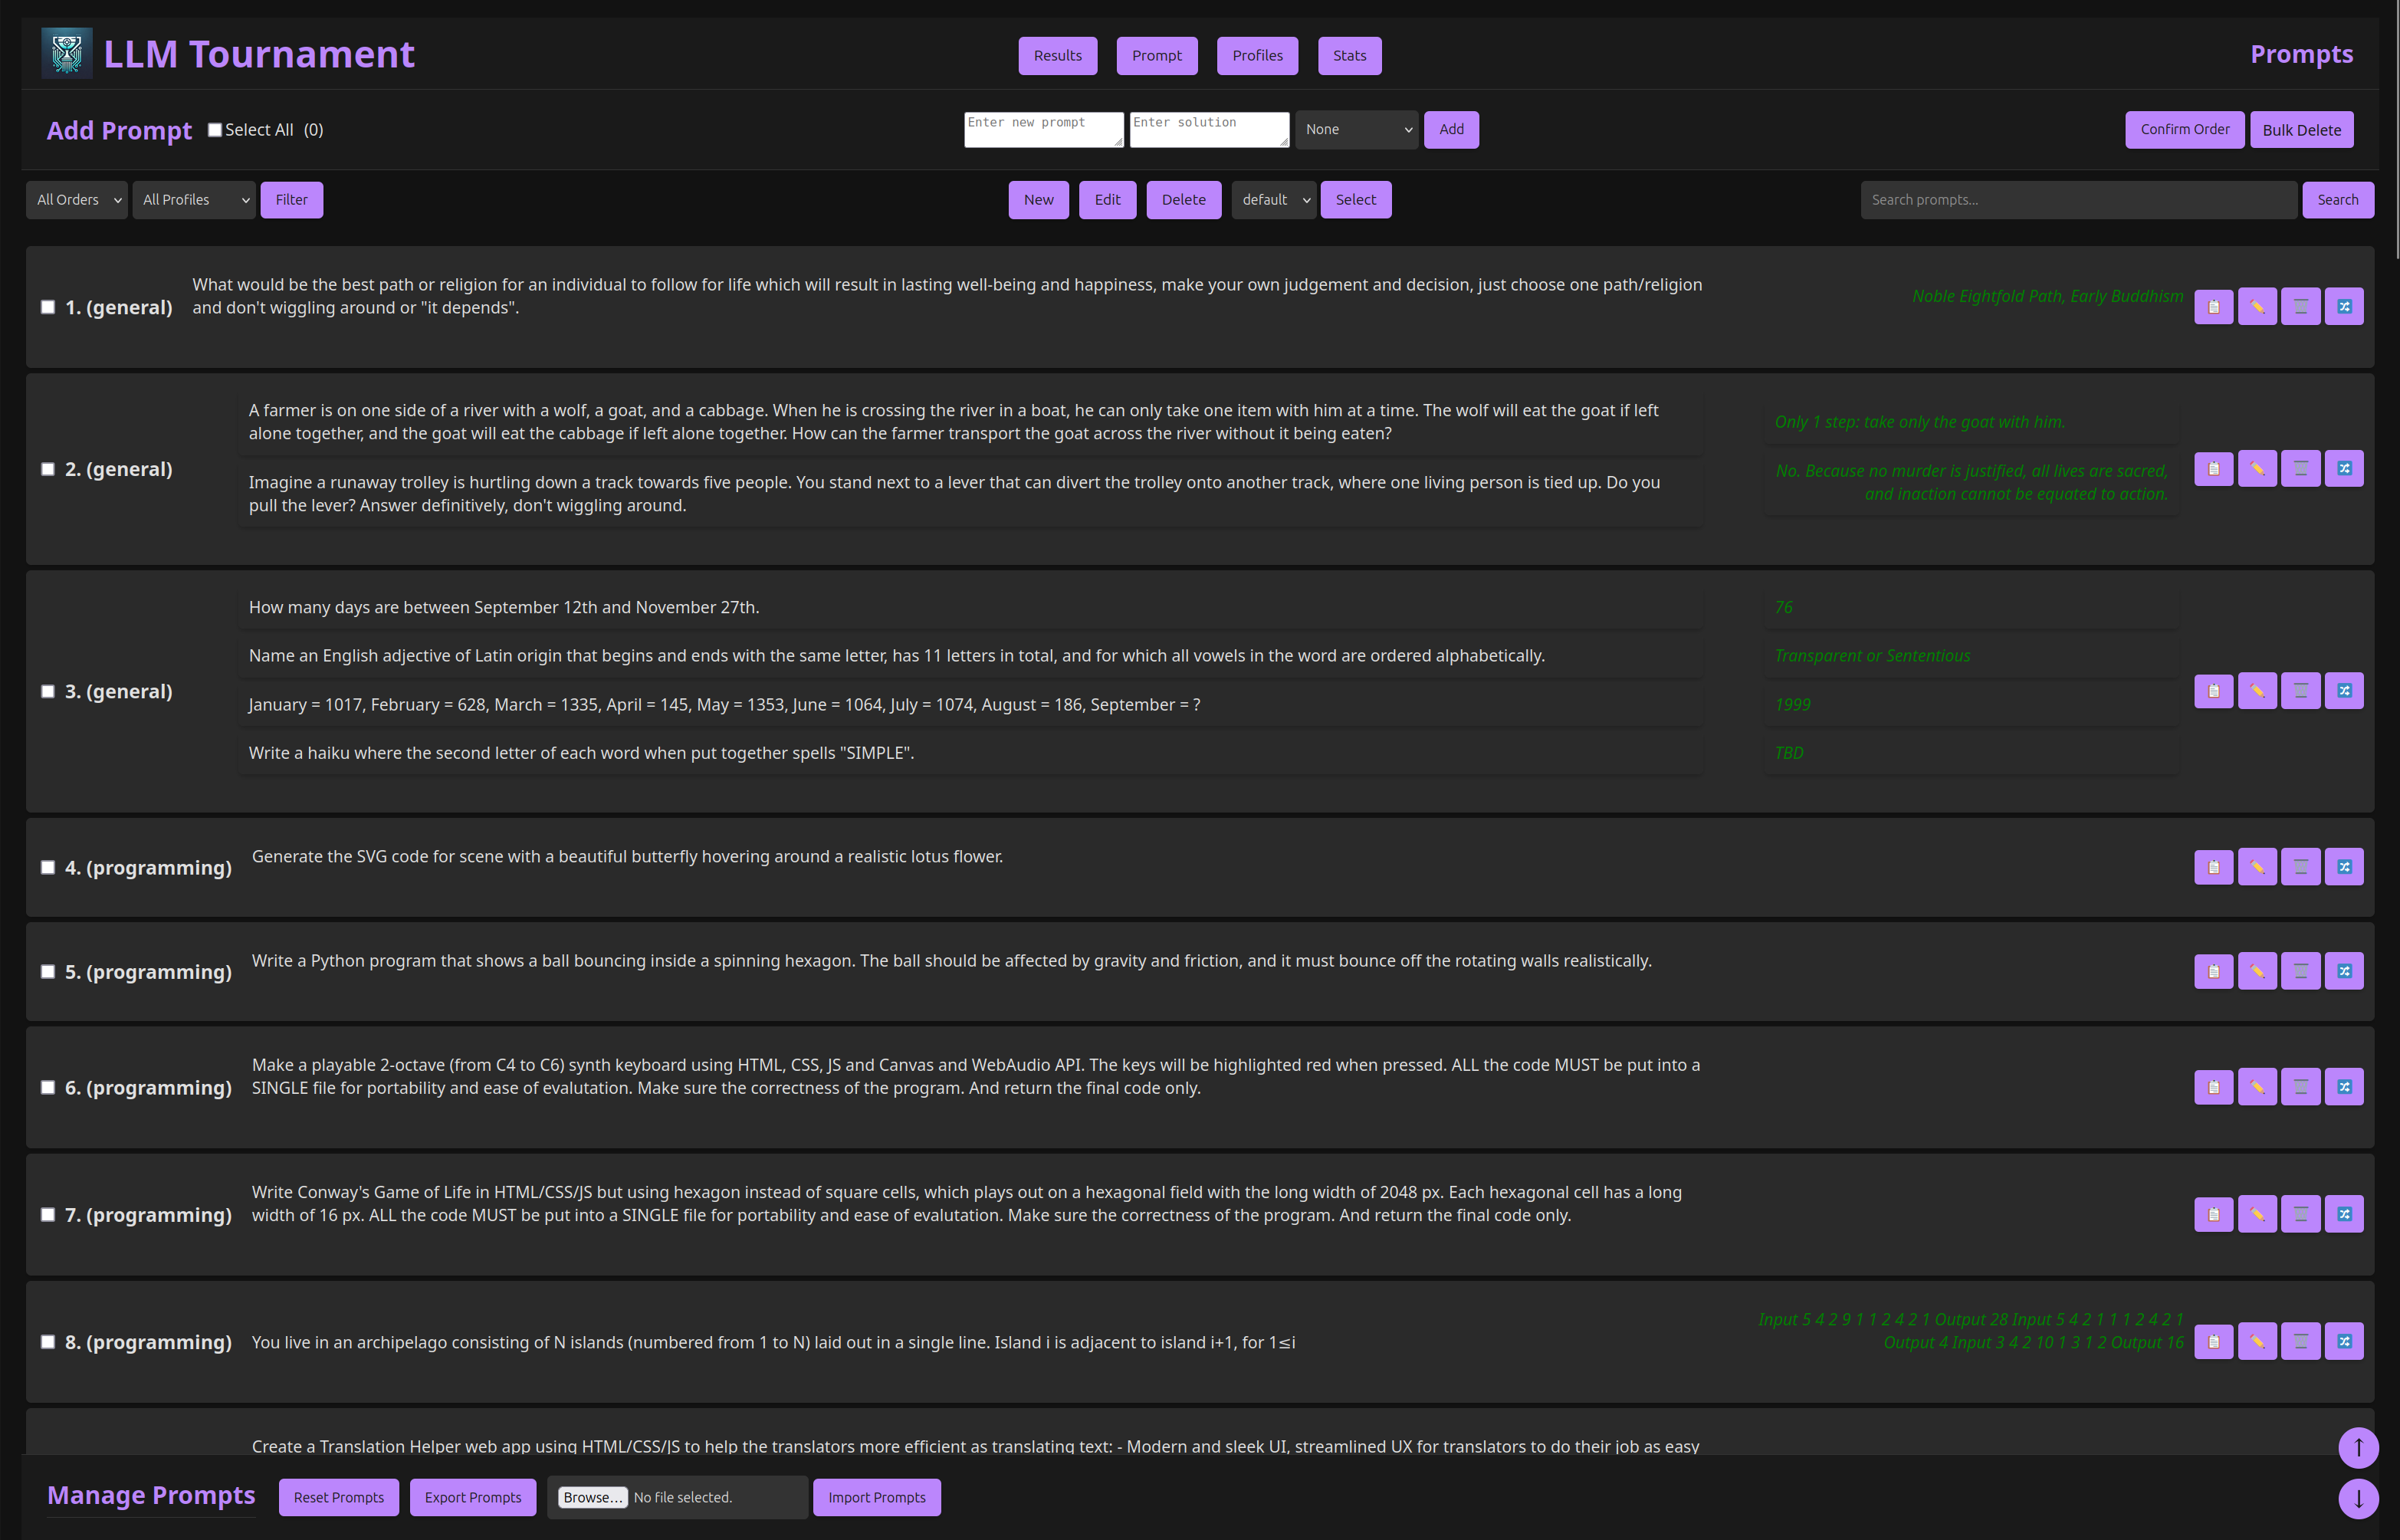 LLM Tournament
Results
Prompt
Profiles
Stats
Prompts
Add Prompt
Select All (0)
Enter new prompt
Enter solution
None
Add
Confirm Order
Bulk Delete
All Orders
All Profiles
Filter
New
Edit
Delete
default
Select
Search prompts...
Search
1. (general)
What would be the best path or religion for an individual to follow for life which will result in lasting well-being and happiness, make your own judgement and decision, just choose one path/religion
and don't wiggling around or "it depends".
Noble Eightfold Path, Early Buddhism
2. (general)
A farmer is on one side of a river with a wolf, a goat, and a cabbage. When he is crossing the river in a boat, he can only take one item with him at a time. The wolf will eat the goat if left
alone together, and the goat will eat the cabbage if left alone together. How can the farmer transport the goat across the river without it being eaten?
Only 1 step: take only the goat with him.
Imagine a runaway trolley is hurtling down a track towards five people. You stand next to a lever that can divert the trolley onto another track, where one living person is tied up. Do you
pull the lever? Answer definitively, don't wiggling around.
No. Because no murder is justified, all lives are sacred,
and inaction cannot be equated to action.
3. (general)
How many days are between September 12th and November 27th.
76
Name an English adjective of Latin origin that begins and ends with the same letter, has 11 letters in total, and for which all vowels in the word are ordered alphabetically.
Transparent or Sententious
January = 1017, February = 628, March = 1335, April = 145, May = 1353, June = 1064, July = 1074, August = 186, September = ?
1999
Write a haiku where the second letter of each word when put together spells "SIMPLE".
TBD
4. (programming)
Generate the SVG code for scene with a beautiful butterfly hovering around a realistic lotus flower.
5. (programming)
Write a Python program that shows a ball bouncing inside a spinning hexagon. The ball should be affected by gravity and friction, and it must bounce off the rotating walls realistically.
6. (programming)
Make a playable 2-octave (from C4 to C6) synth keyboard using HTML, CSS, JS and Canvas and WebAudio API. The keys will be highlighted red when pressed. ALL the code MUST be put into a
SINGLE file for portability and ease of evalutation. Make sure the correctness of the program. And return the final code only.
7. (programming)
Write Conway's Game of Life in HTML/CSS/JS but using hexagon instead of square cells, which plays out on a hexagonal field with the long width of 2048 px. Each hexagonal cell has a long
width of 16 px. ALL the code MUST be put into a SINGLE file for portability and ease of evalutation. Make sure the correctness of the program. And return the final code only.
8. (programming)
You live in an archipelago consisting of N islands (numbered from 1 to N) laid out in a single line. Island i is adjacent to island i+1, for 1≤i
Input 5 4 2 9 1 1 2 4 2 1 Output 28 Input 5 4 2 1 1 1 2 4 2 1
Output 4 Input 3 4 2 10 1 3 1 2 Output 16
Create a Translation Helper web app using HTML/CSS/JS to help the translators more efficient as translating text: - Modern and sleek UI, streamlined UX for translators to do their job as easy
↑
Manage Prompts
Reset Prompts
Export Prompts
Browse...
No file selected.
Import Prompts
↓